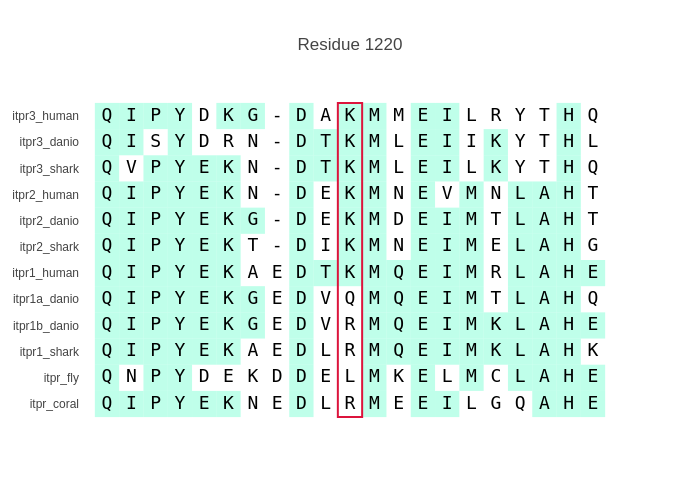 Residue 1220
itpr3_human Q I P Y D K G - D A K M M E I L R Y T H Q
itpr3_danio Q I S Y D R N - D T K M L E I I K Y T H L
itpr3_shark Q V P Y E K N - D T K M L E I L K Y T H Q
itpr2_human Q I P Y E K N - D E K M N E V M N L A H T
itpr2_danio Q I P Y E K G - D E K M D E I M T L A H T
itpr2_shark Q I P Y E K T - D I K M N E I M E L A H G
itpr1_human Q I P Y E K A E D T K M Q E I M R L A H E
itpr1a_danio Q I P Y E K G E D V Q M Q E I M T L A H Q
itpr1b_danio Q I P Y E K G E D V R M Q E I M K L A H E
itpr1_shark Q I P Y E K A E D L R M Q E I M K L A H K
itpr_fly Q N P Y D E K D D E L M K E L M C L A H E
itpr_coral Q I P Y E K N E D L R M E E I L G Q A H E